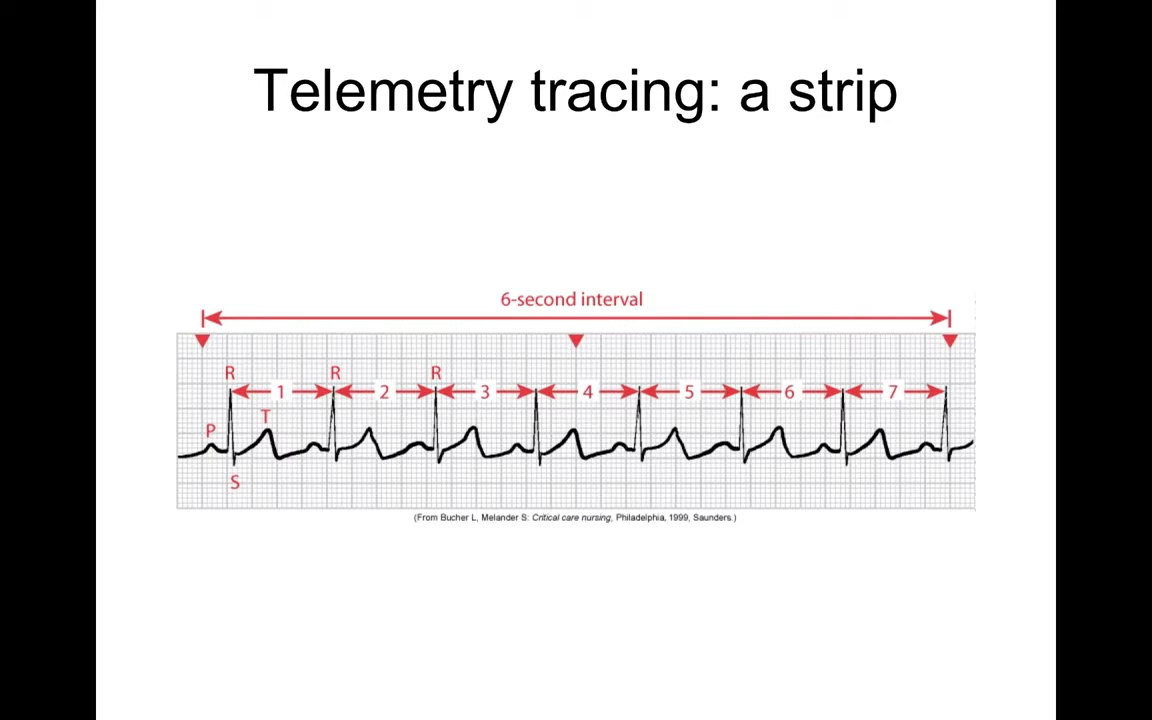 Telemetry tracing: a strip
6-second interval
R R R
1 2 3 4 5 6 7
P T
S
(From Bucher L, Melander S: Critical care nursing, Philadelphia, 1999, Saunders.)